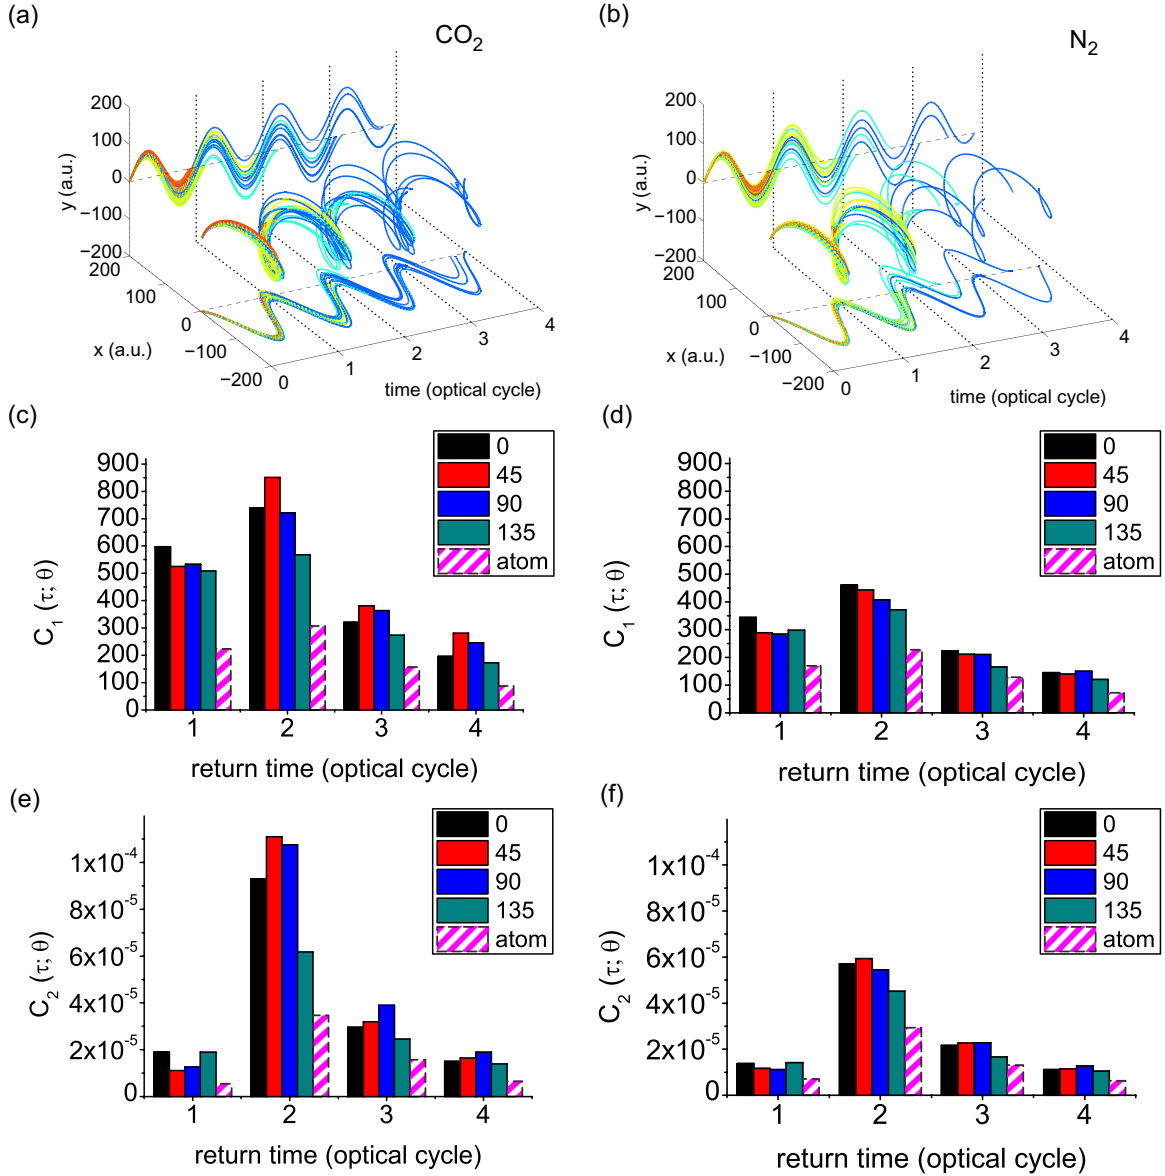 (a)
CO2
(b)
N2
200
100
0
−100
−200
y (a.u.)
200
100
0
−100
−200
x (a.u.)
0
1
2
3
4
time (optical cycle)
200
100
0
−100
−200
y (a.u.)
200
100
0
−100
−200
x (a.u.)
0
1
2
3
4
time (optical cycle)
(c)
900
800
700
600
500
400
300
200
100
0
C1 (τ; θ)
0
45
90
135
atom
1 2 3 4
return time (optical cycle)
(d)
900
800
700
600
500
400
300
200
100
0
C1 (τ; θ)
0
45
90
135
atom
1 2 3 4
return time (optical cycle)
(e)
1x10-4
8x10-5
6x10-5
4x10-5
2x10-5
0
C2 (τ; θ)
0
45
90
135
atom
1 2 3 4
return time (optical cycle)
(f)
1x10-4
8x10-5
6x10-5
4x10-5
2x10-5
0
C2 (τ; θ)
0
45
90
135
atom
1 2 3 4
return time (optical cycle)